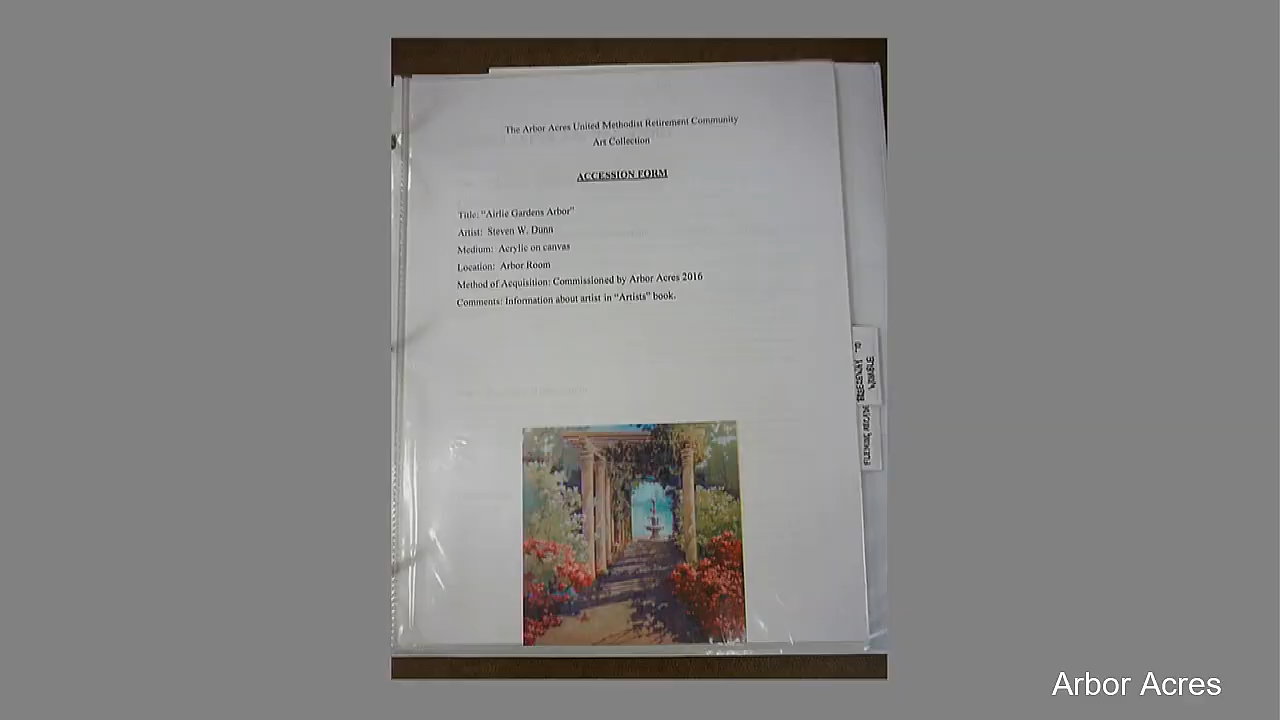 The Arbor Acres United Methodist Retirement Community
Art Collection
ACCESSION FORM
Title: "Airlie Gardens Arbor"
Artist: Steven W. Dunn
Medium: Acrylic on canvas
Location: Arbor Room
Method of Acquisition: Commissioned by Arbor Acres 2016
Comments: Information about artist in "Artists" book.
WOMBLE
Arbor Acres